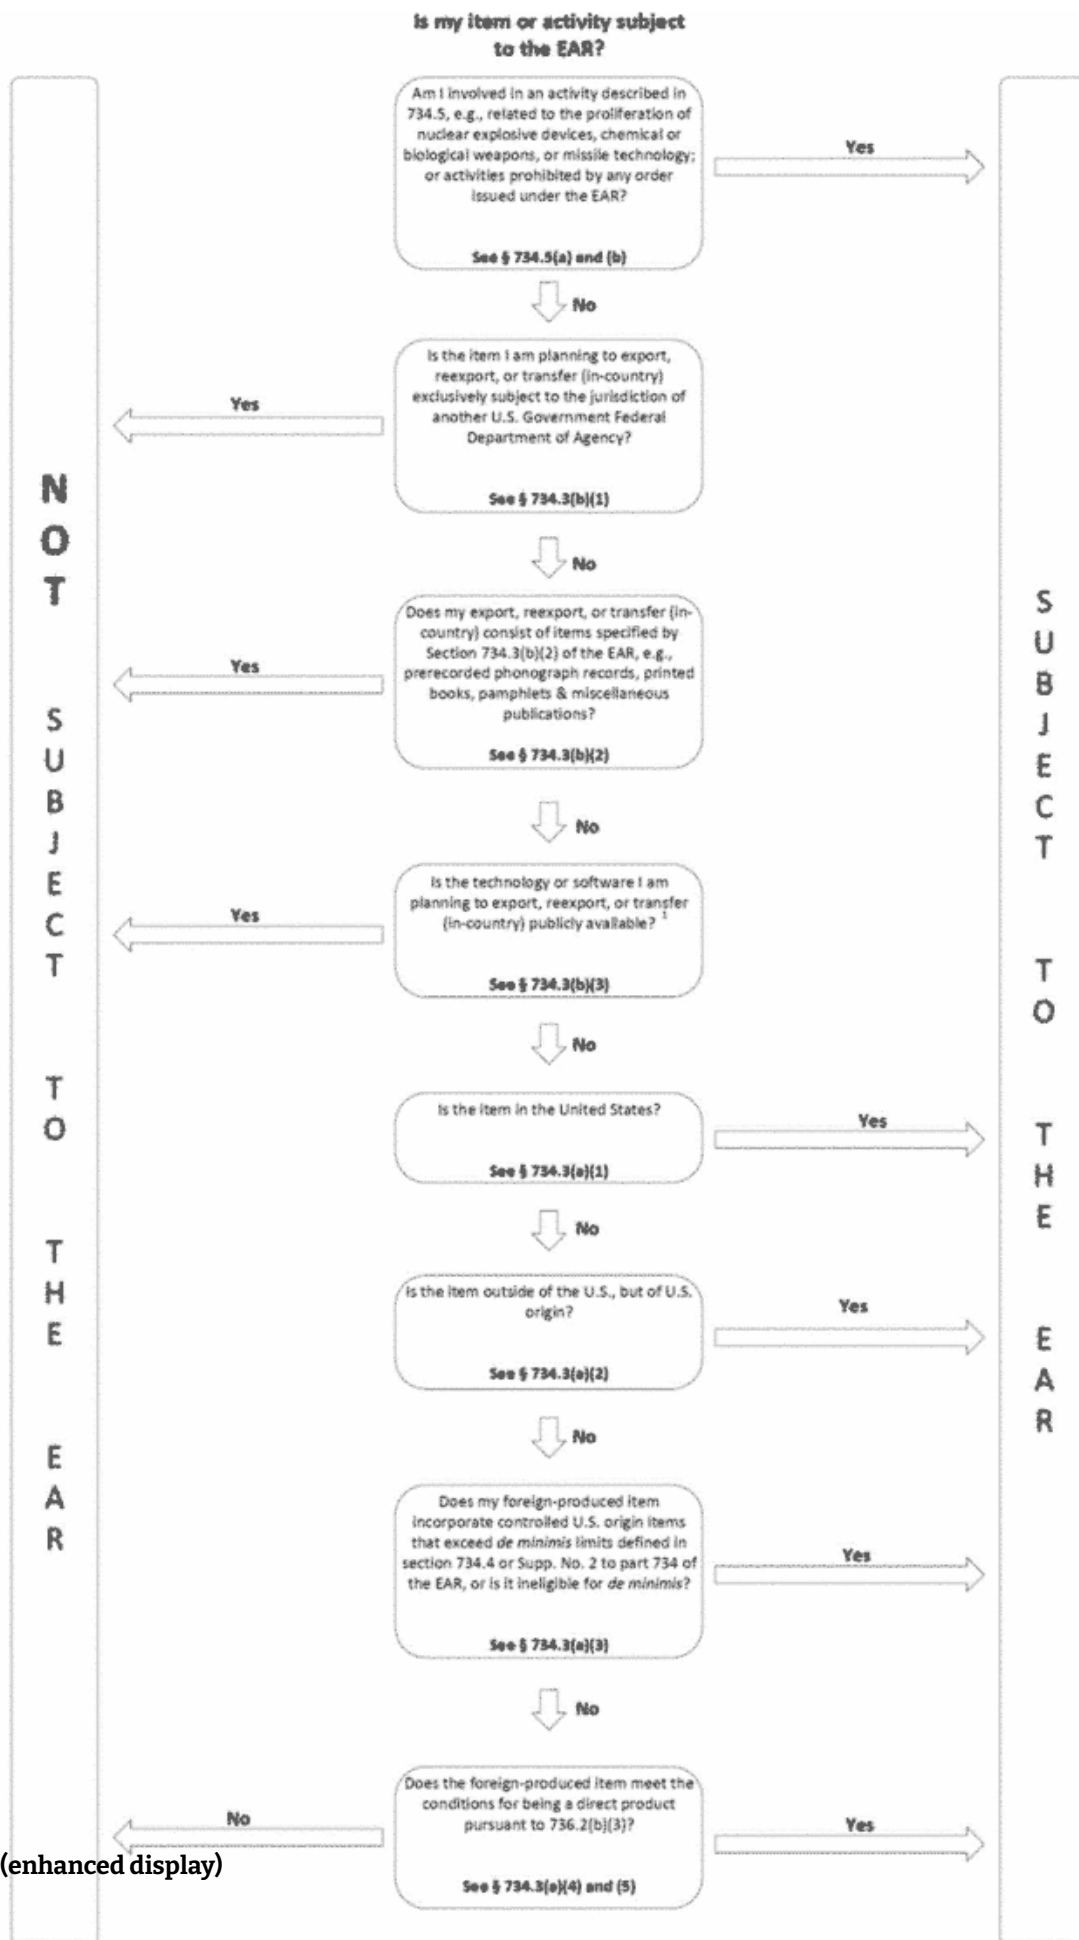 Is my item or activity subject
to the EAR?
Am I involved in an activity described in
734.5, e.g., related to the proliferation of
nuclear explosive devices, chemical or
biological weapons, or missile technology;
or activities prohibited by any order
issued under the EAR?
See § 734.5(a) and (b)
Yes
No
Is the item I am planning to export,
reexport, or transfer (in-country)
exclusively subject to the jurisdiction of
another U.S. Government Federal
Department of Agency?
See § 734.3(b)(1)
Yes
No
Does my export, reexport, or transfer (in-
country) consist of items specified by
Section 734.3(b)(2) of the EAR, e.g.,
prerecorded phonograph records, printed
books, pamphlets & miscellaneous
publications?
See § 734.3(b)(2)
Yes
No
Is the technology or software I am
planning to export, reexport, or transfer
(in-country) publicly available? 1
See § 734.3(b)(3)
Yes
No
Is the item in the United States?
See § 734.3(a)(1)
Yes
No
Is the item outside of the U.S., but of U.S.
origin?
See § 734.3(a)(2)
Yes
No
Does my foreign-produced item
incorporate controlled U.S. origin items
that exceed de minimis limits defined in
section 734.4 or Supp. No. 2 to part 734 of
the EAR, or is it ineligible for de minimis?
See § 734.3(a)(3)
Yes
No
Does the foreign-produced item meet the
conditions for being a direct product
pursuant to 736.2(b)(3)?
See § 734.3(a)(4) and (5)
No
Yes
NOT SUBJECT TO THE EAR
SUBJECT TO THE EAR
(enhanced display)